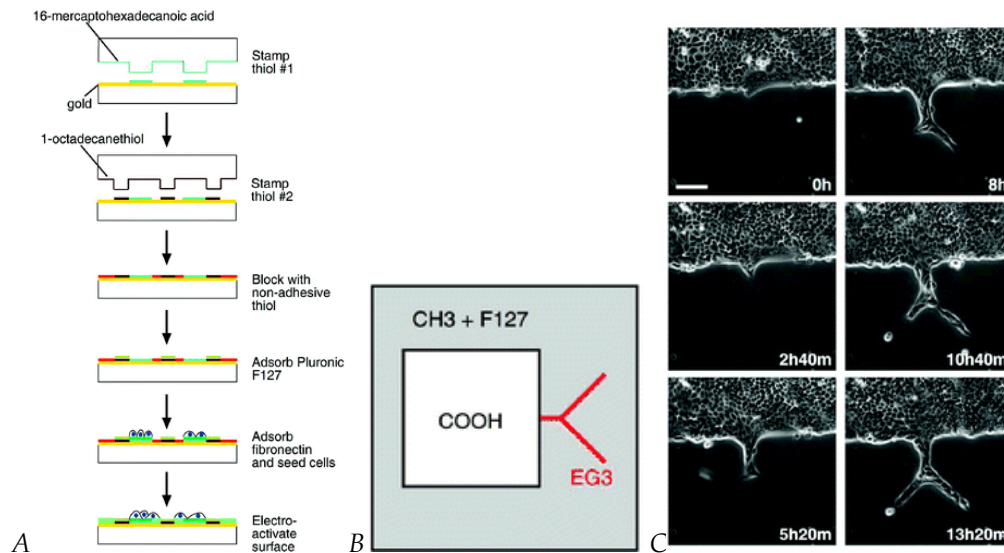 16-mercaptohexadecanoic acid
Stamp
thiol #1
gold
1-octadecanethiol
Stamp
thiol #2
Block with
non-adhesive
thiol
Adsorb Pluronic
F127
Adsorb
fibronectin
and seed cells
Electro-
activate
surface
A
CH3 + F127
COOH
EG3
B
0h
8h
2h40m
10h40m
5h20m
13h20m
C